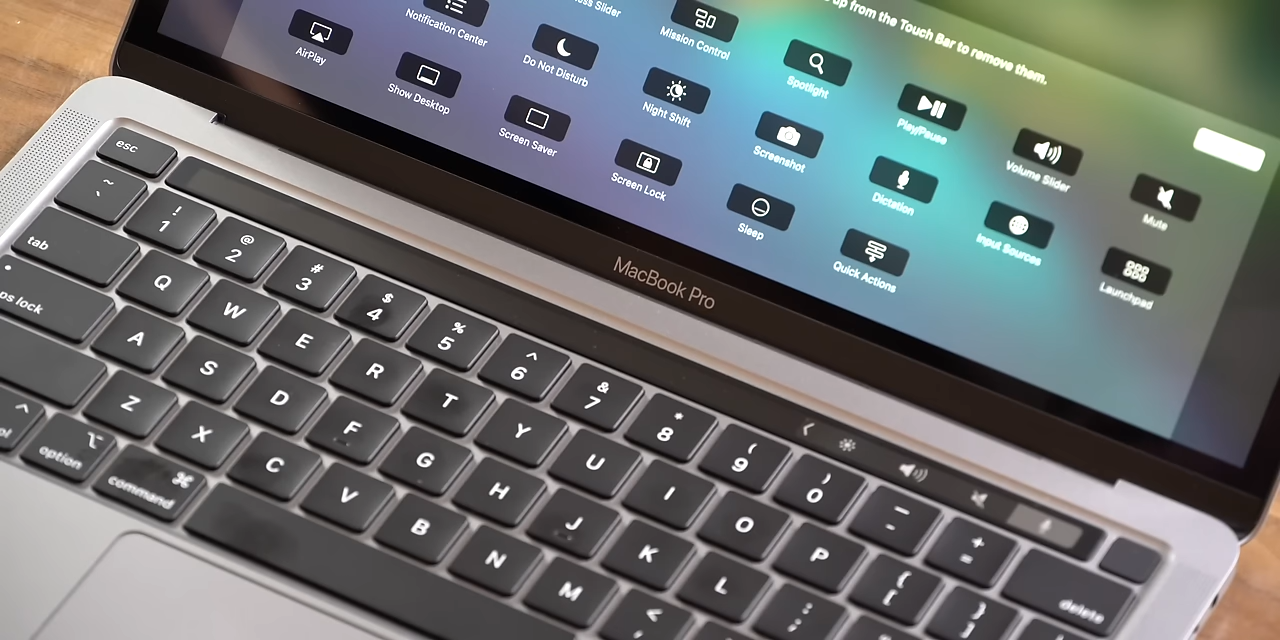 up from the Touch Bar to remove them.
Slider
Notification Center
Mission Control
AirPlay
Do Not Disturb
Spotlight
Show Desktop
Night Shift
Play/Pause
Screen Saver
Screenshot
Volume Slider
Screen Lock
Dictation
Mute
Sleep
Input Sources
Quick Actions
Launchpad
MacBook Pro
esc
~
`
! 1
@ 2
# 3
$ 4
% 5
^ 6
& 7
* 8
( 9
) 0
— -
+ =
delete
tab
Q W E R T Y U I O P { [ } ]
ps lock
A S D F G H J K L : ;
Z X C V B N M <
^ ol
option
command